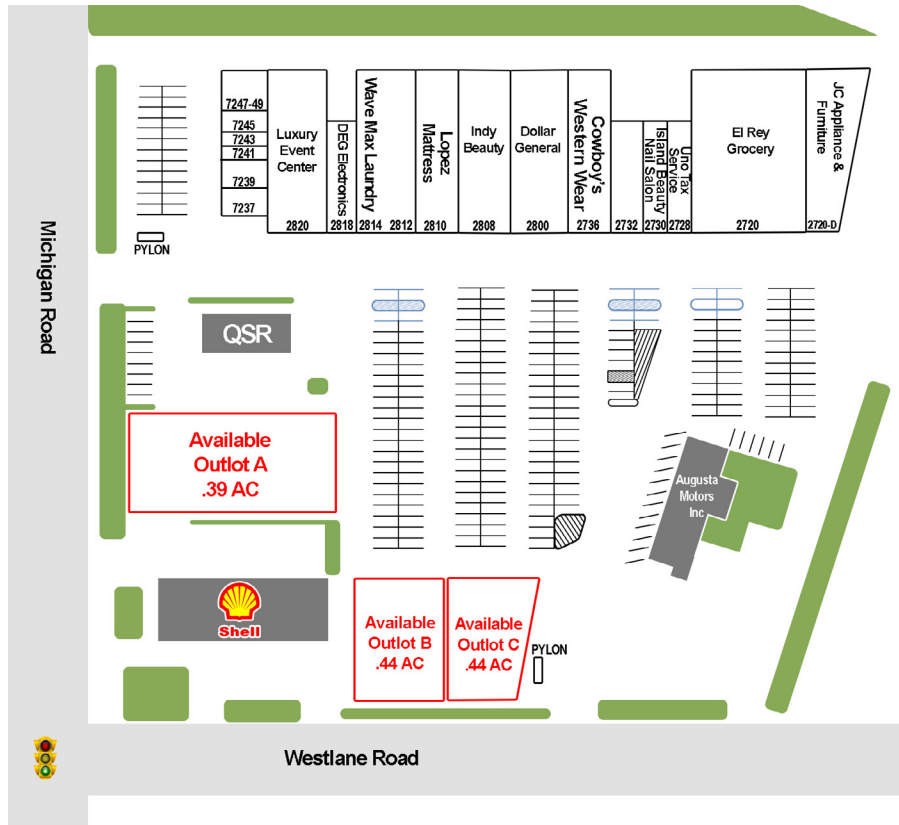 Michigan Road
7247-49
7245
7243
7241
7239
7237
Luxury
Event
Center
2820
DEG Electronics
2818
Wave Max Laundry
2814
2812
Lopez
Mattress
2810
Indy
Beauty
2808
Dollar
General
2800
Cowboy's
Western Wear
2736
2732
Island Beauty
Nail Salon
2730
Uno Tax
Service
2728
El Rey
Grocery
2720
JC Appliance &
Furniture
2720-D
PYLON
QSR
Available
Outlot A
.39 AC
Augusta
Motors
Inc
Shell
Available
Outlot B
.44 AC
Available
Outlot C
.44 AC
PYLON
Westlane Road